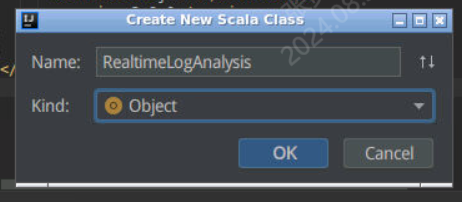 Create New Scala Class
Name: RealtimeLogAnalysis
Kind: Object
OK Cancel